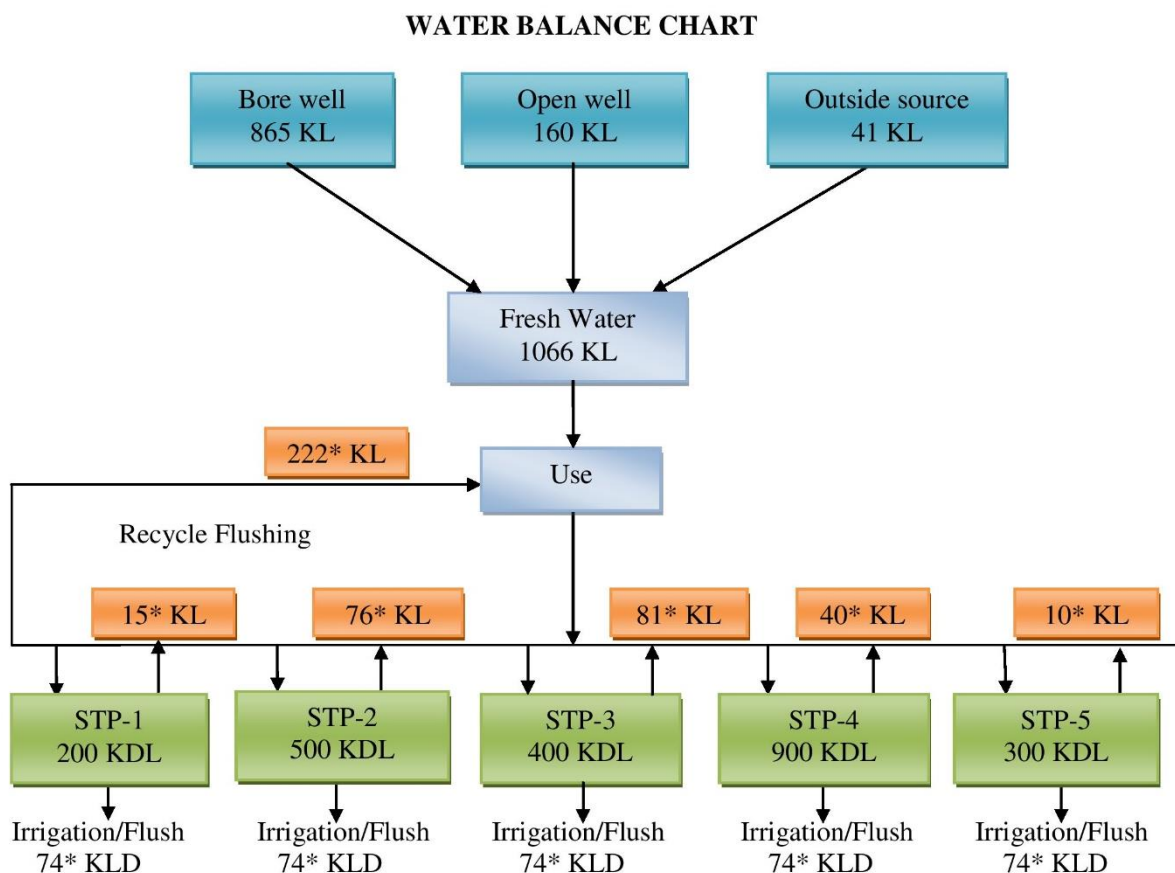 WATER BALANCE CHART
Bore well
865 KL
Open well
160 KL
Outside source
41 KL
Fresh Water
1066 KL
222* KL
Use
Recycle Flushing
15* KL
76* KL
81* KL
40* KL
10* KL
STP-1
200 KDL
STP-2
500 KDL
STP-3
400 KDL
STP-4
900 KDL
STP-5
300 KDL
Irrigation/Flush
74* KLD
Irrigation/Flush
74* KLD
Irrigation/Flush
74* KLD
Irrigation/Flush
74* KLD
Irrigation/Flush
74* KLD